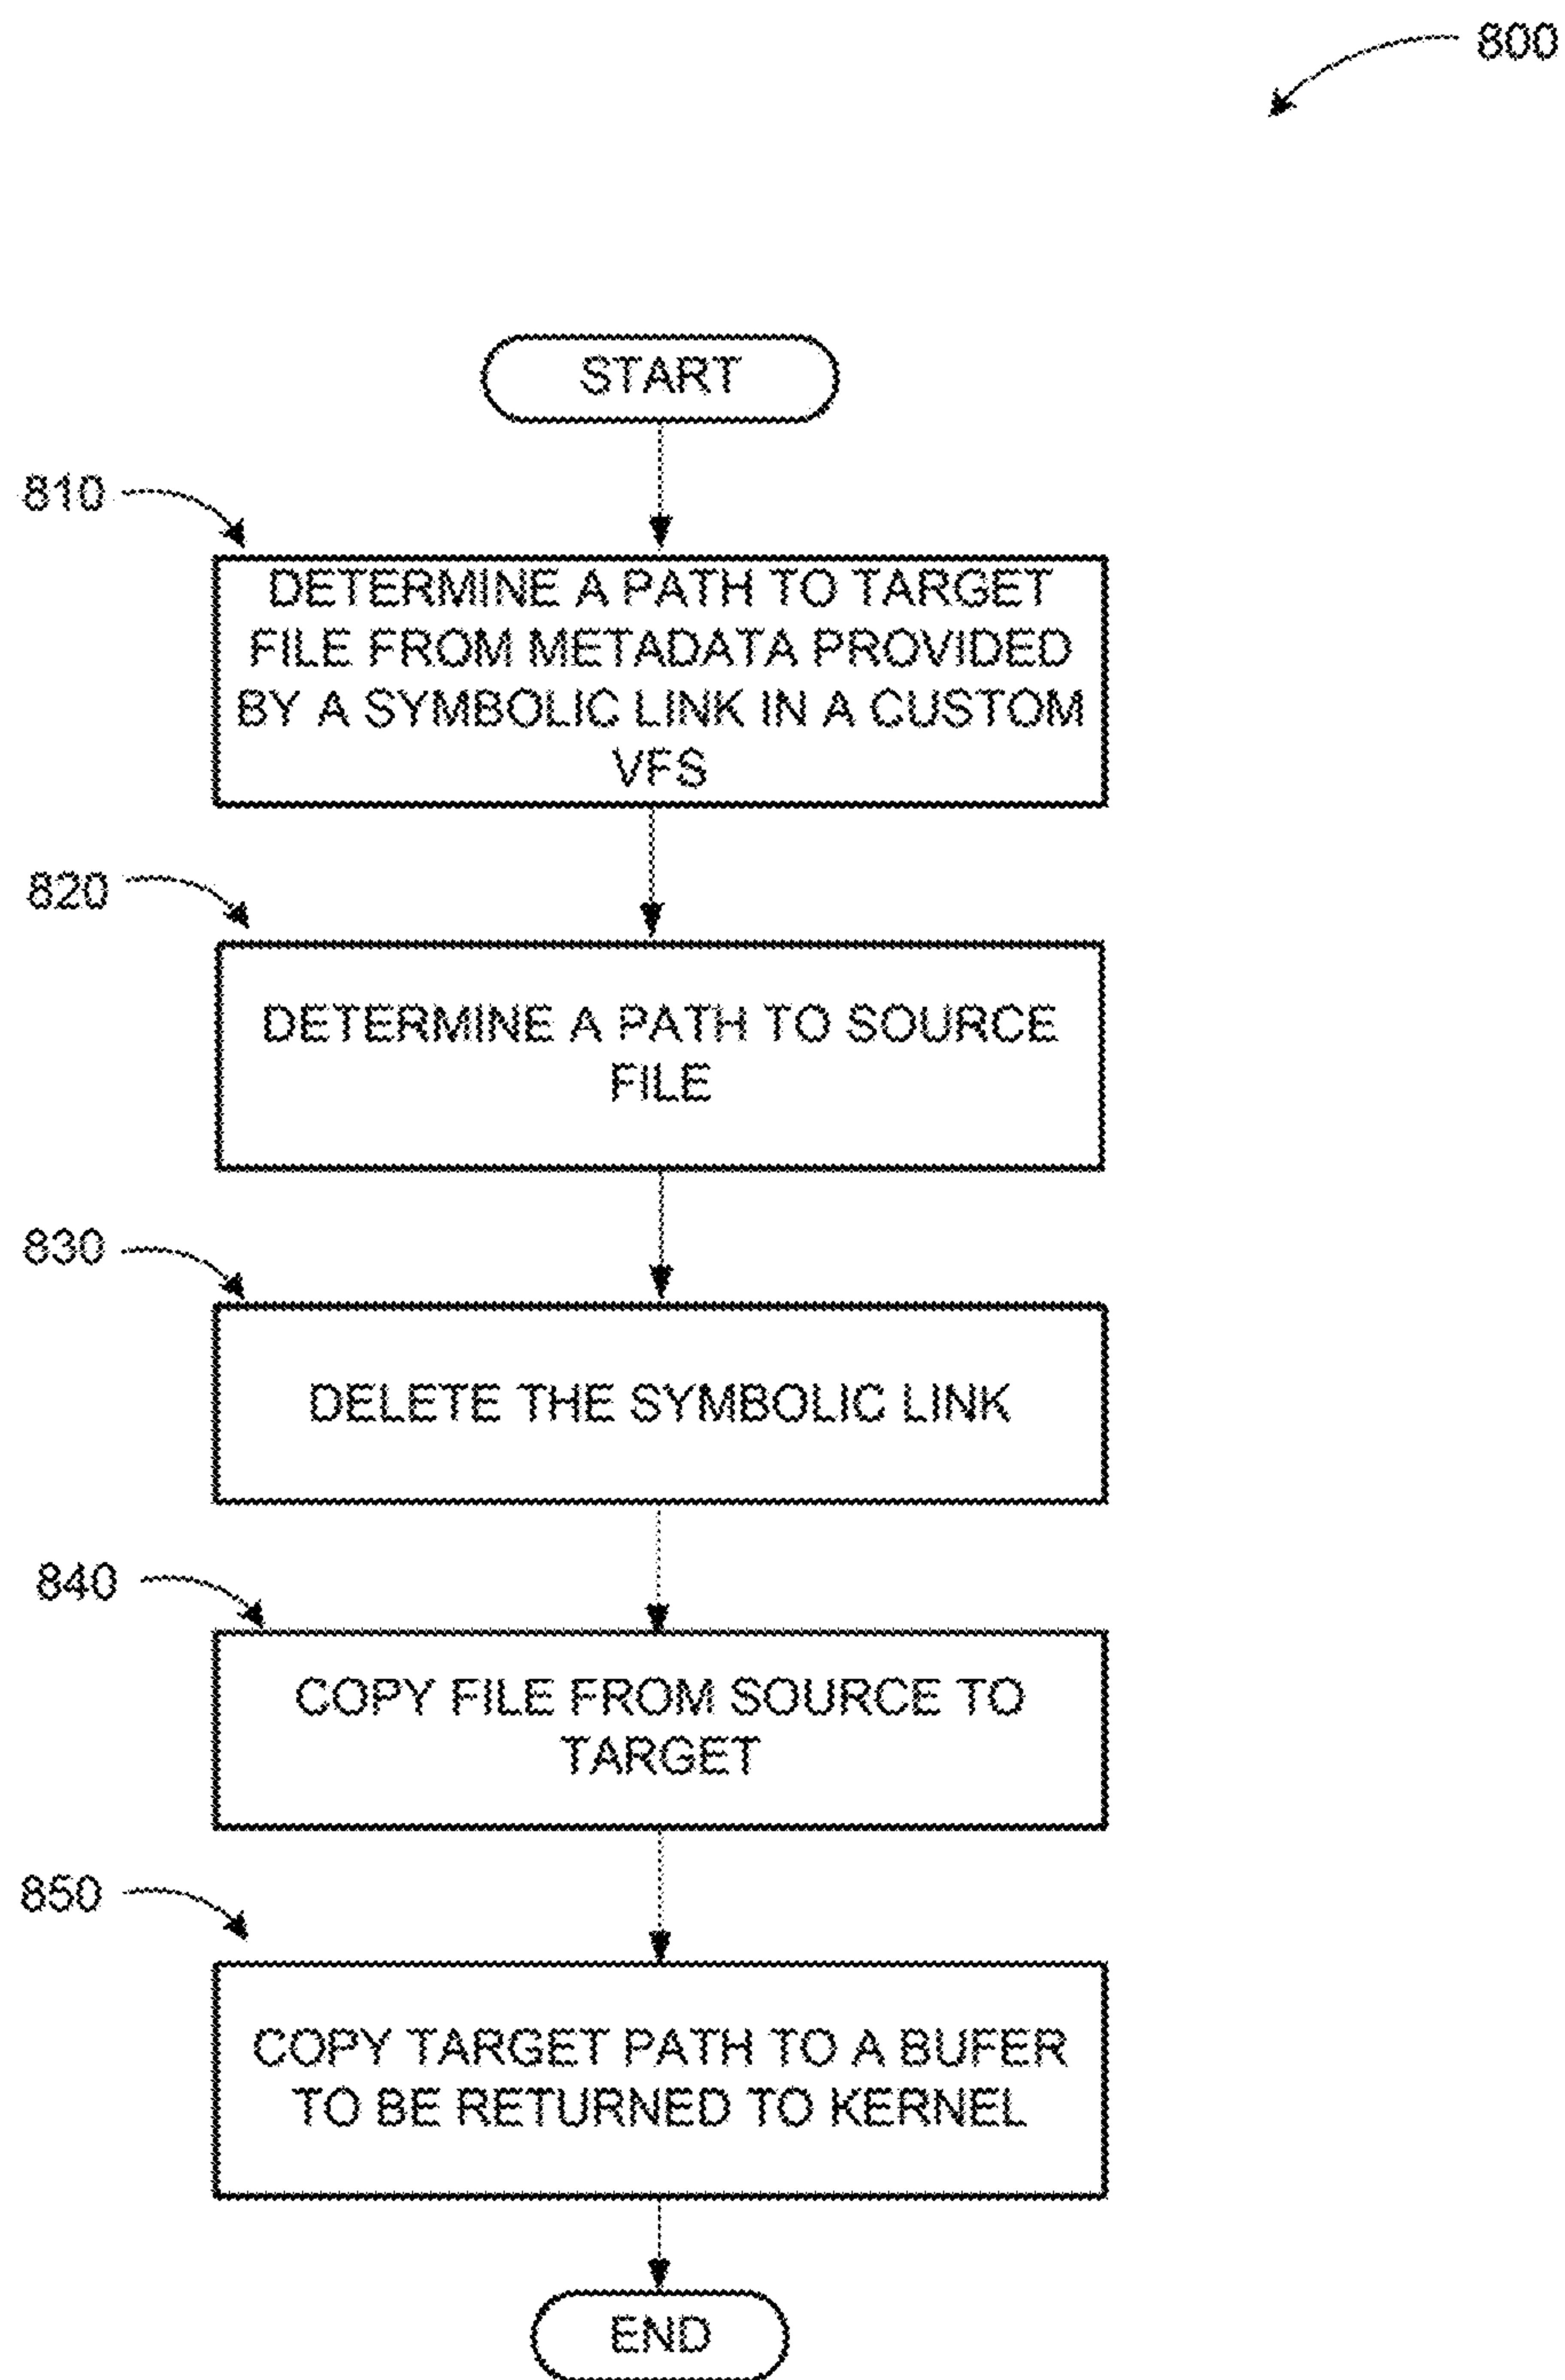 800
START
810
DETERMINE A PATH TO TARGET
FILE FROM METADATA PROVIDED
BY A SYMBOLIC LINK IN A CUSTOM
VFS
820
DETERMINE A PATH TO SOURCE
FILE
830
DELETE THE SYMBOLIC LINK
840
COPY FILE FROM SOURCE TO
TARGET
850
COPY TARGET PATH TO A BUFER
TO BE RETURNED TO KERNEL
END